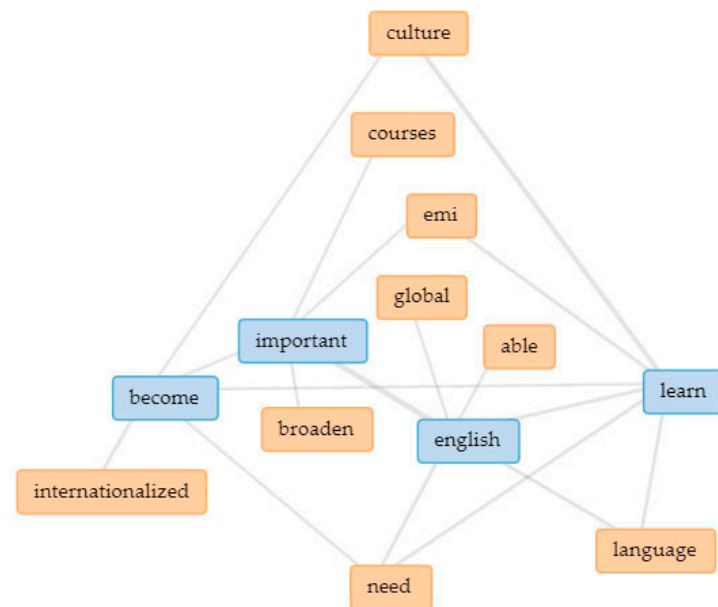 culture
courses
emi
global
important
able
become
learn
broaden
english
internationalized
language
need